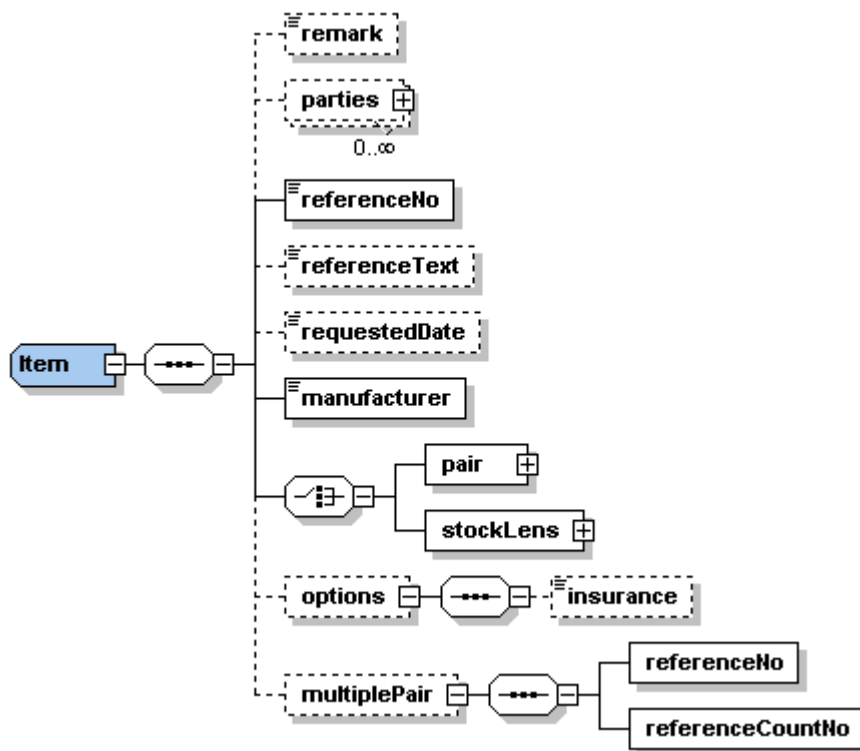 remark
parties
0..∞
referenceNo
referenceText
requestedDate
Item
manufacturer
pair
stockLens
options
insurance
multiplePair
referenceNo
referenceCountNo